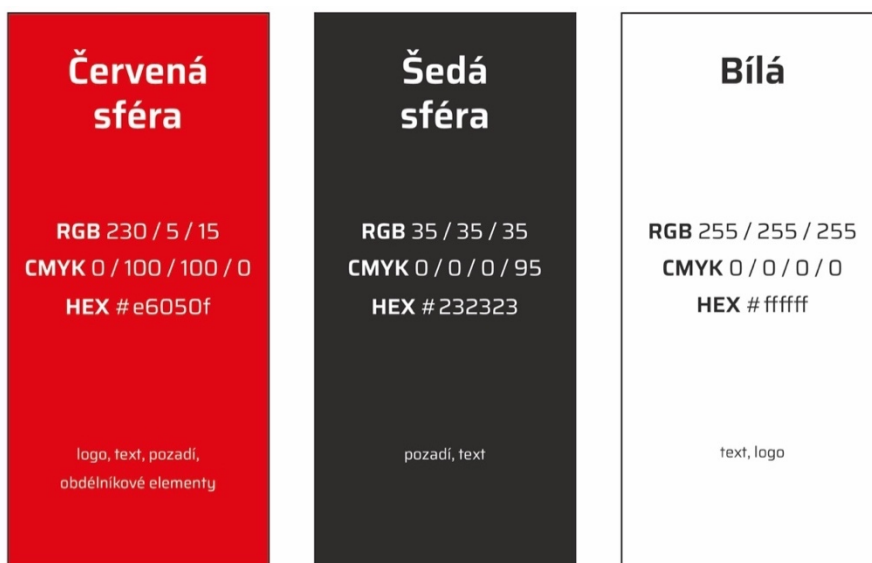 Červená
sféra
RGB 230 / 5 / 15
CMYK 0 / 100 / 100 / 0
HEX #e6050f
logo, text, pozadí,
obdélníkové elementy
Šedá
sféra
RGB 35 / 35 / 35
CMYK 0 / 0 / 0 / 95
HEX #232323
pozadí, text
Bílá
RGB 255 / 255 / 255
CMYK 0 / 0 / 0 / 0
HEX #ffffff
text, logo